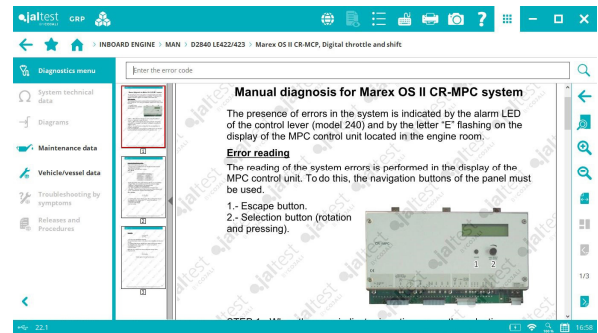 jaltest
GRP
INBOARD ENGINE > MAN > D2840 LE422/423 > Marex OS II CR-MCP, Digital throttle and shift
Diagnostics menu
Enter the error code
System technical data
Diagrams
Maintenance data
Vehicle/vessel data
Troubleshooting by symptoms
Releases and Procedures
Manual diagnosis for Marex OS II CR-MPC system
The presence of errors in the system is indicated by the alarm LED
of the control lever (model 240) and by the letter "E" flashing on the
display of the MPC control unit located in the engine room.
Error reading
The reading of the system errors is performed in the display of the
MPC control unit. To do this, the navigation buttons of the panel must
be used.
1.- Escape button.
2.- Selection button (rotation
and pressing).
1 2
1/3
22.1
16:58